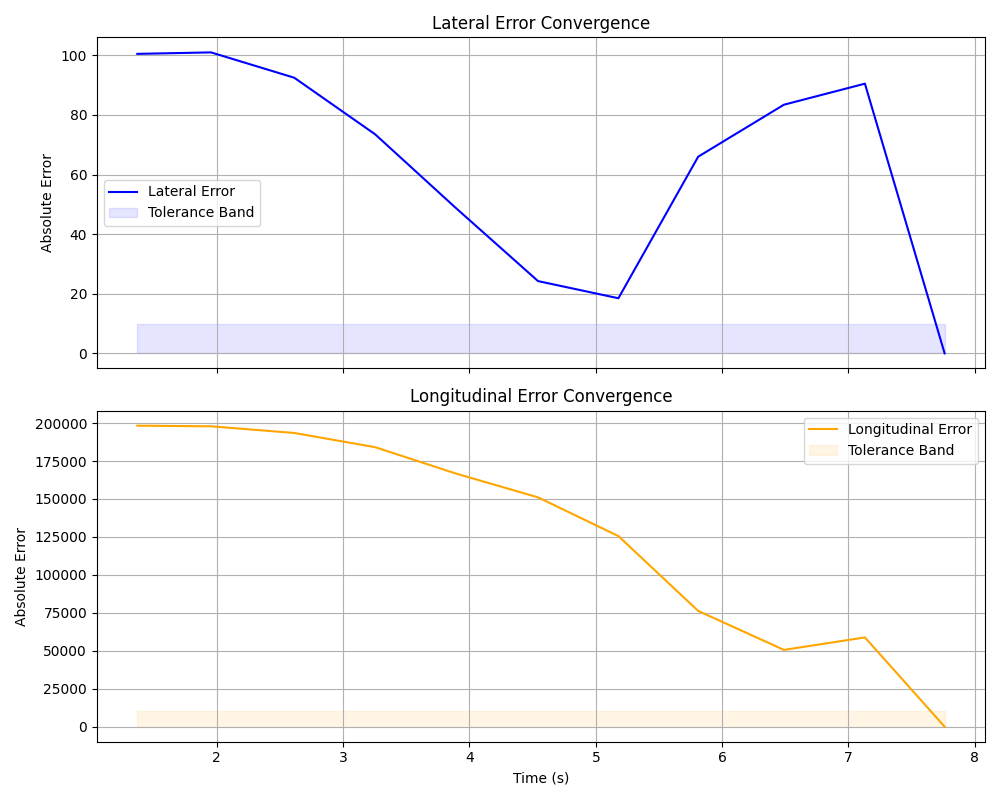 Lateral Error Convergence
100
80
60
40
20
0
Absolute Error
Lateral Error
Tolerance Band
Longitudinal Error Convergence
200000
175000
150000
125000
100000
75000
50000
25000
0
Absolute Error
Longitudinal Error
Tolerance Band
2 3 4 5 6 7 8
Time (s)